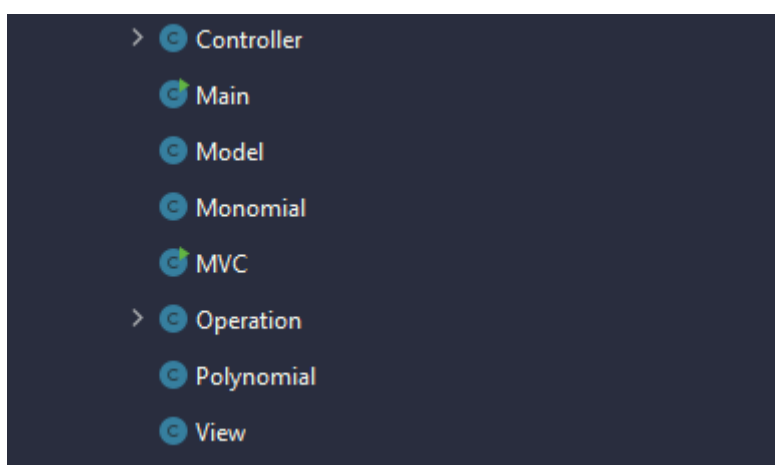 Controller
Main
Model
Monomial
MVC
Operation
Polynomial
View